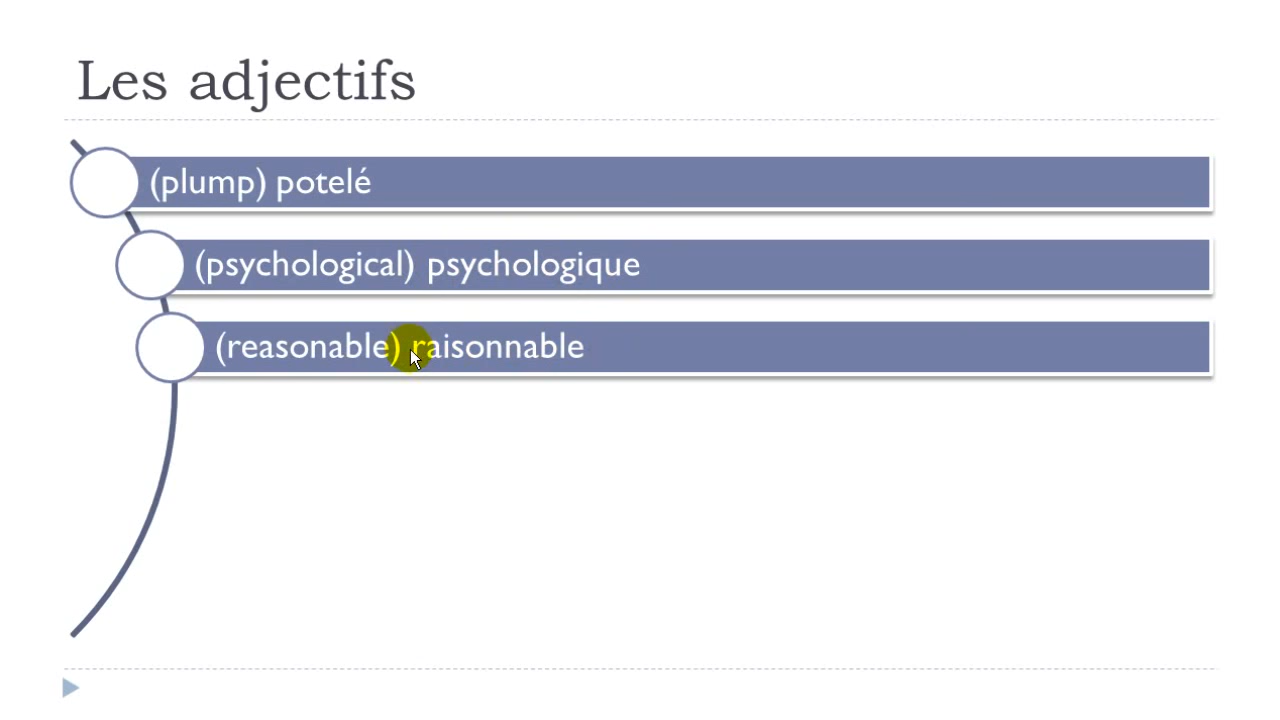 Les adjectifs
(plump) potelé
(psychological) psychologique
(reasonable) raisonnable